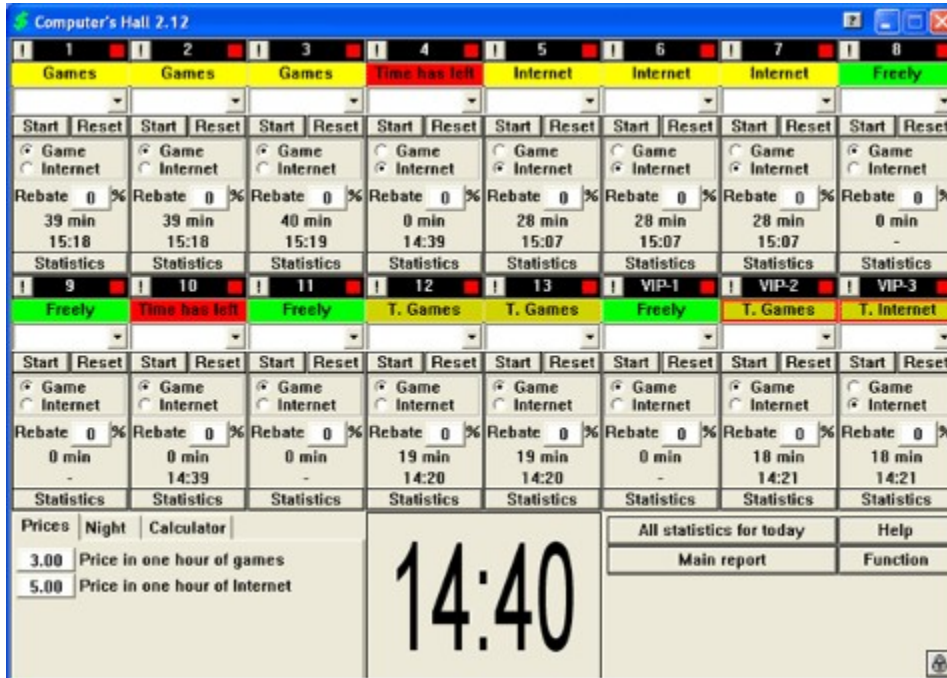 Computer's Hall 2.12 ?
! 1 ! 2 ! 3 ! 4 ! 5 ! 6 ! 7 ! 8
Games Games Games Time has left Internet Internet Internet Freely
Start Reset Start Reset Start Reset Start Reset Start Reset Start Reset Start Reset Start Reset
Game Game Game Game Game Game Game Game
Internet Internet Internet Internet Internet Internet Internet Internet
Rebate 0 % Rebate 0 % Rebate 0 % Rebate 0 % Rebate 0 % Rebate 0 % Rebate 0 % Rebate 0 %
39 min 39 min 40 min 0 min 28 min 28 min 28 min 0 min
15:18 15:18 15:19 14:39 15:07 15:07 15:07 -
Statistics Statistics Statistics Statistics Statistics Statistics Statistics Statistics
! 9 ! 10 ! 11 ! 12 ! 13 ! VIP-1 ! VIP-2 ! VIP-3
Freely Time has left Freely T. Games T. Games Freely T. Games T. Internet
Start Reset Start Reset Start Reset Start Reset Start Reset Start Reset Start Reset Start Reset
Game Game Game Game Game Game Game Game
Internet Internet Internet Internet Internet Internet Internet Internet
Rebate 0 % Rebate 0 % Rebate 0 % Rebate 0 % Rebate 0 % Rebate 0 % Rebate 0 % Rebate 0 %
0 min 0 min 0 min 19 min 19 min 0 min 18 min 18 min
- 14:39 - 14:20 14:20 - 14:21 14:21
Statistics Statistics Statistics Statistics Statistics Statistics Statistics Statistics
Prices Night Calculator
3.00 Price in one hour of games
5.00 Price in one hour of Internet
14:40
All statistics for today Help
Main report Function